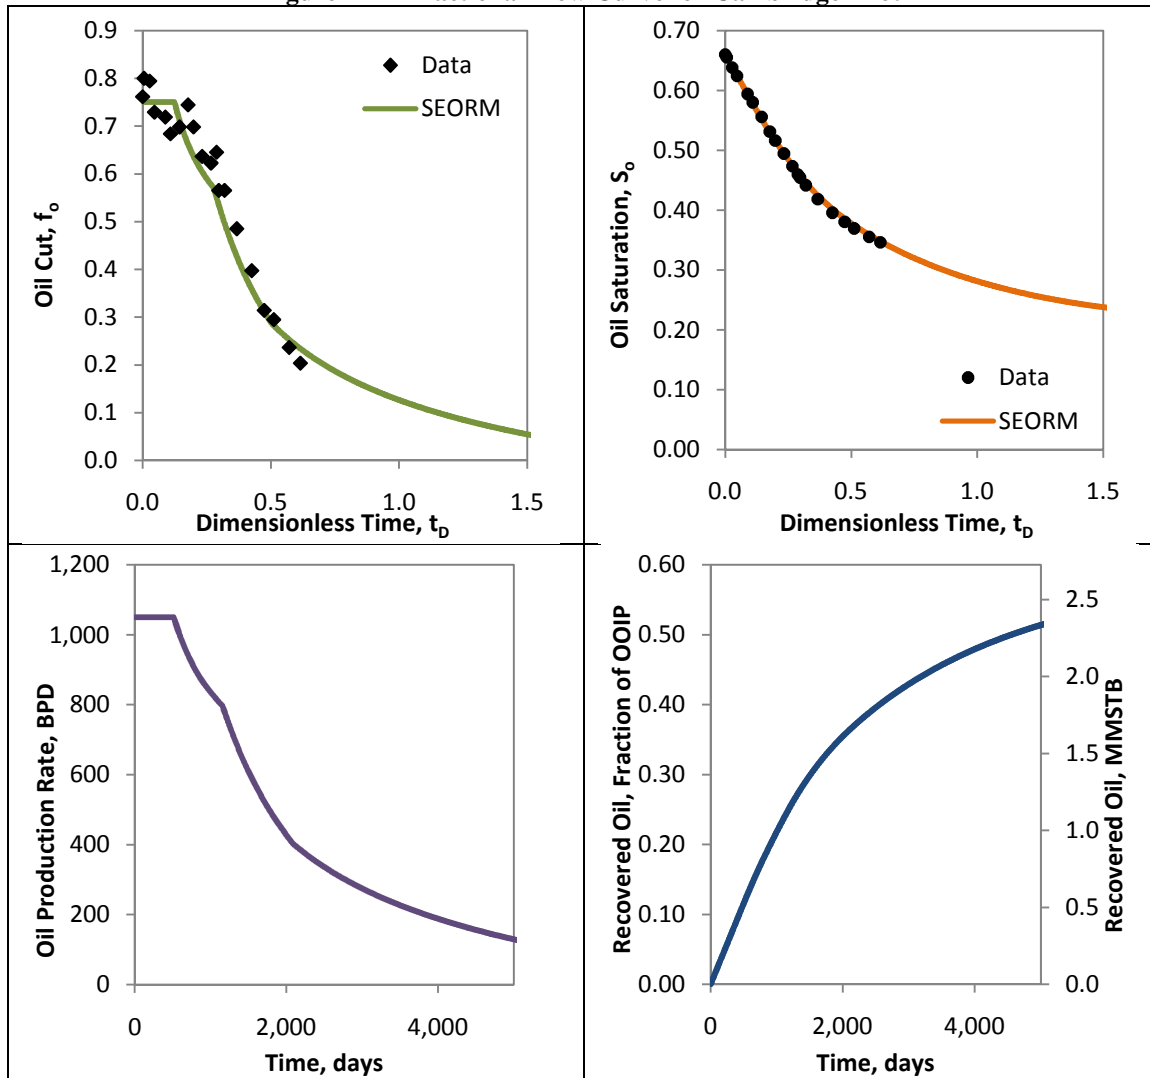 0.9
0.8
0.7
0.6
0.5
0.4
0.3
0.2
0.1
0.0
Oil Cut, fo
Data
SEORM
0.0 0.5 1.0 1.5
Dimensionless Time, tD
0.70
0.60
0.50
0.40
0.30
0.20
0.10
0.00
Oil Saturation, So
Data
SEORM
0.0 0.5 1.0 1.5
Dimensionless Time, tD
1,200
1,000
800
600
400
200
0
Oil Production Rate, BPD
0 2,000 4,000
Time, days
0.60
0.50
0.40
0.30
0.20
0.10
0.00
Recovered Oil, Fraction of OOIP
2.5
2.0
1.5
1.0
0.5
0.0
Recovered Oil, MMSTB
0 2,000 4,000
Time, days